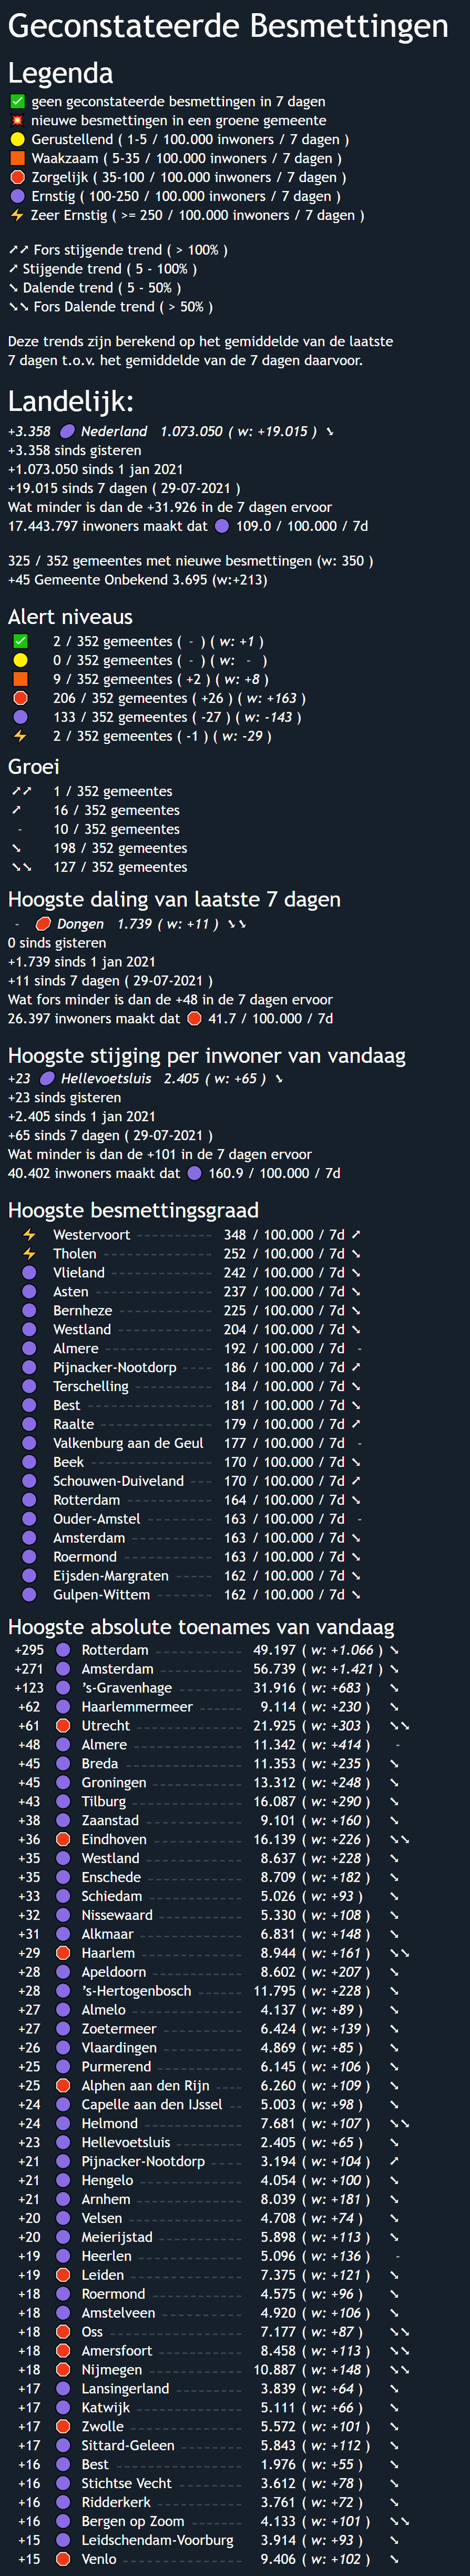 Geconstateerde Besmettingen
Legenda
✅ geen geconstateerde besmettingen in 7 dagen
💥 nieuwe besmettingen in een groene gemeente
🟡 Gerustellend ( 1-5 / 100.000 inwoners / 7 dagen )
🟧 Waakzaam ( 5-35 / 100.000 inwoners / 7 dagen )
🛑 Zorgelijk ( 35-100 / 100.000 inwoners / 7 dagen )
🟣 Ernstig ( 100-250 / 100.000 inwoners / 7 dagen )
⚡ Zeer Ernstig ( >= 250 / 100.000 inwoners / 7 dagen )
➚➚ Fors stijgende trend ( > 100% )
➚ Stijgende trend ( 5 - 100% )
➘ Dalende trend ( 5 - 50% )
➘➘ Fors Dalende trend ( > 50% )
Deze trends zijn berekend op het gemiddelde van de laatste
7 dagen t.o.v. het gemiddelde van de 7 dagen daarvoor.
Landelijk:
+3.358 🟣 Nederland 1.073.050 ( w: +19.015 ) ➘
+3.358 sinds gisteren
+1.073.050 sinds 1 jan 2021
+19.015 sinds 7 dagen ( 29-07-2021 )
Wat minder is dan de +31.926 in de 7 dagen ervoor
17.443.797 inwoners maakt dat 🟣 109.0 / 100.000 / 7d
325 / 352 gemeentes met nieuwe besmettingen (w: 350 )
+45 Gemeente Onbekend 3.695 (w:+213)
Alert niveaus
✅ 2 / 352 gemeentes ( - ) ( w: +1 )
🟡 0 / 352 gemeentes ( - ) ( w: - )
🟧 9 / 352 gemeentes ( +2 ) ( w: +8 )
🛑 206 / 352 gemeentes ( +26 ) ( w: +163 )
🟣 133 / 352 gemeentes ( -27 ) ( w: -143 )
⚡ 2 / 352 gemeentes ( -1 ) ( w: -29 )
Groei
➚➚ 1 / 352 gemeentes
➚ 16 / 352 gemeentes
- 10 / 352 gemeentes
➘ 198 / 352 gemeentes
➘➘ 127 / 352 gemeentes
Hoogste daling van laatste 7 dagen
- 🛑 Dongen 1.739 ( w: +11 ) ➘➘
0 sinds gisteren
+1.739 sinds 1 jan 2021
+11 sinds 7 dagen ( 29-07-2021 )
Wat fors minder is dan de +48 in de 7 dagen ervoor
26.397 inwoners maakt dat 🛑 41.7 / 100.000 / 7d
Hoogste stijging per inwoner van vandaag
+23 🟣 Hellevoetsluis 2.405 ( w: +65 ) ➘
+23 sinds gisteren
+2.405 sinds 1 jan 2021
+65 sinds 7 dagen ( 29-07-2021 )
Wat minder is dan de +101 in de 7 dagen ervoor
40.402 inwoners maakt dat 🟣 160.9 / 100.000 / 7d
Hoogste besmettingsgraad
⚡ Westervoort 348 / 100.000 / 7d ➚
⚡ Tholen 252 / 100.000 / 7d ➘
🟣 Vlieland 242 / 100.000 / 7d ➘
🟣 Asten 237 / 100.000 / 7d ➘
🟣 Bernheze 225 / 100.000 / 7d ➘
🟣 Westland 204 / 100.000 / 7d ➘
🟣 Almere 192 / 100.000 / 7d -
🟣 Pijnacker-Nootdorp 186 / 100.000 / 7d ➚
🟣 Terschelling 184 / 100.000 / 7d ➘
🟣 Best 181 / 100.000 / 7d ➘
🟣 Raalte 179 / 100.000 / 7d ➚
🟣 Valkenburg aan de Geul 177 / 100.000 / 7d -
🟣 Beek 170 / 100.000 / 7d ➘
🟣 Schouwen-Duiveland 170 / 100.000 / 7d ➚
🟣 Rotterdam 164 / 100.000 / 7d ➘
🟣 Ouder-Amstel 163 / 100.000 / 7d -
🟣 Amsterdam 163 / 100.000 / 7d ➘
🟣 Roermond 163 / 100.000 / 7d ➘
🟣 Eijsden-Margraten 162 / 100.000 / 7d ➘
🟣 Gulpen-Wittem 162 / 100.000 / 7d ➘
Hoogste absolute toenames van vandaag
+295 🟣 Rotterdam 49.197 ( w: +1.066 ) ➘
+271 🟣 Amsterdam 56.739 ( w: +1.421 ) ➘
+123 🟣 's-Gravenhage 31.916 ( w: +683 ) ➘
+62 🟣 Haarlemmermeer 9.114 ( w: +230 ) ➘
+61 🛑 Utrecht 21.925 ( w: +303 ) ➘➘
+48 🟣 Almere 11.342 ( w: +414 ) -
+45 🟣 Breda 11.353 ( w: +235 ) ➘
+45 🟣 Groningen 13.312 ( w: +248 ) ➘
+43 🟣 Tilburg 16.087 ( w: +290 ) ➘
+38 🟣 Zaanstad 9.101 ( w: +160 ) ➘
+36 🛑 Eindhoven 16.139 ( w: +226 ) ➘➘
+35 🟣 Westland 8.637 ( w: +228 ) ➘
+35 🟣 Enschede 8.709 ( w: +182 ) ➘
+33 🟣 Schiedam 5.026 ( w: +93 ) ➘
+32 🟣 Nissewaard 5.330 ( w: +108 ) ➘
+31 🟣 Alkmaar 6.831 ( w: +148 ) ➘
+29 🛑 Haarlem 8.944 ( w: +161 ) ➘➘
+28 🟣 Apeldoorn 8.602 ( w: +207 ) ➘
+28 🟣 's-Hertogenbosch 11.795 ( w: +228 ) ➘
+27 🟣 Almelo 4.137 ( w: +89 ) ➘
+27 🟣 Zoetermeer 6.424 ( w: +139 ) ➘
+26 🟣 Vlaardingen 4.869 ( w: +85 ) ➘
+25 🟣 Purmerend 6.145 ( w: +106 ) ➘
+25 🛑 Alphen aan den Rijn 6.260 ( w: +109 ) ➘
+24 🟣 Capelle aan den IJssel 5.003 ( w: +98 ) ➘
+24 🟣 Helmond 7.681 ( w: +107 ) ➘➘
+23 🟣 Hellevoetsluis 2.405 ( w: +65 ) ➘
+21 🟣 Pijnacker-Nootdorp 3.194 ( w: +104 ) ➚
+21 🟣 Hengelo 4.054 ( w: +100 ) ➘
+21 🟣 Arnhem 8.039 ( w: +181 ) ➘
+20 🟣 Velsen 4.708 ( w: +74 ) ➘
+20 🟣 Meierijstad 5.898 ( w: +113 ) ➘
+19 🟣 Heerlen 5.096 ( w: +136 ) -
+19 🛑 Leiden 7.375 ( w: +121 ) ➘
+18 🟣 Roermond 4.575 ( w: +96 ) ➘
+18 🟣 Amstelveen 4.920 ( w: +106 ) ➘
+18 🛑 Oss 7.177 ( w: +87 ) ➘➘
+18 🛑 Amersfoort 8.458 ( w: +113 ) ➘➘
+18 🛑 Nijmegen 10.887 ( w: +148 ) ➘➘
+17 🟣 Lansingerland 3.839 ( w: +64 ) ➘
+17 🟣 Katwijk 5.111 ( w: +66 ) ➘
+17 🛑 Zwolle 5.572 ( w: +101 ) ➘
+17 🟣 Sittard-Geleen 5.843 ( w: +112 ) ➘
+16 🟣 Best 1.976 ( w: +55 ) ➘
+16 🟣 Stichtse Vecht 3.612 ( w: +78 ) ➘
+16 🟣 Ridderkerk 3.761 ( w: +72 ) ➘
+16 🟣 Bergen op Zoom 4.133 ( w: +101 ) ➘➘
+15 🟣 Leidschendam-Voorburg 3.914 ( w: +93 ) ➘
+15 🛑 Venlo 9.406 ( w: +102 ) ➘